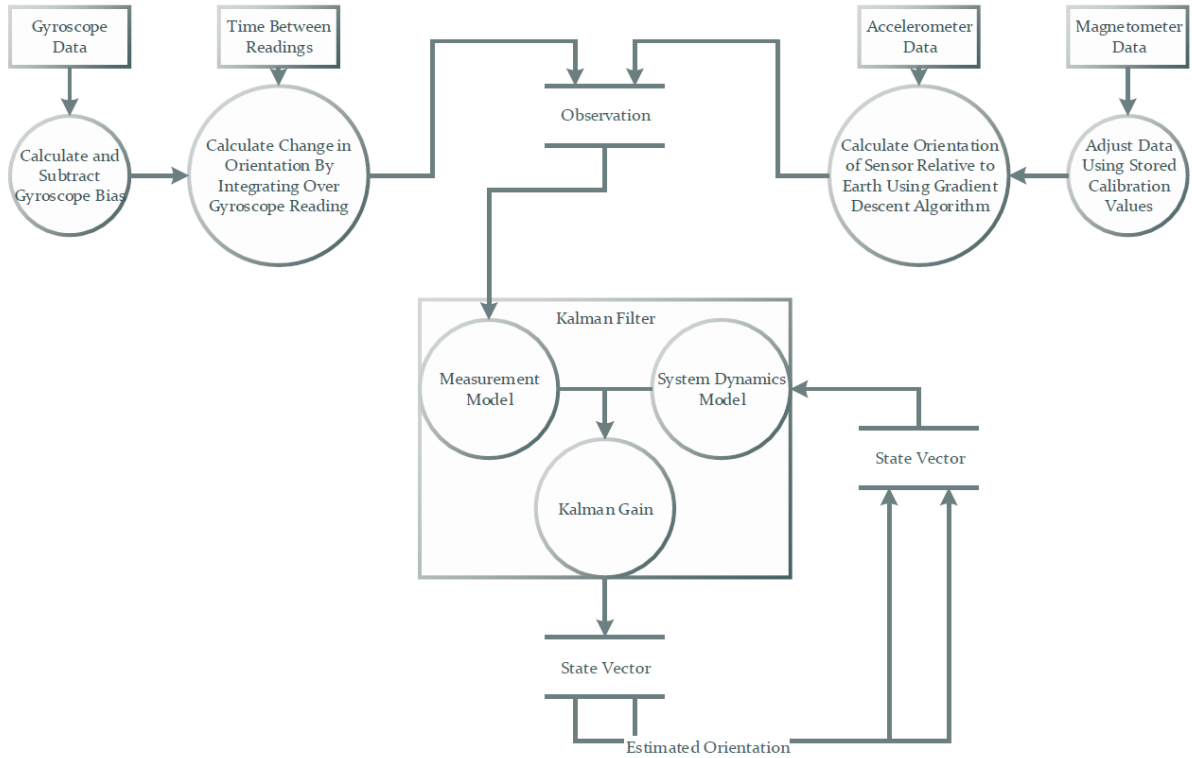 Gyroscope
Data
Time Between
Readings
Accelerometer
Data
Magnetometer
Data
Observation
Calculate and
Subtract
Gyroscope Bias
Calculate Change in
Orientation By
Integrating Over
Gyroscope Reading
Calculate Orientation
of Sensor Relative to
Earth Using Gradient
Descent Algorithm
Adjust Data
Using Stored
Calibration
Values
Kalman Filter
Measurement
Model
System Dynamics
Model
Kalman Gain
State Vector
State Vector
Estimated Orientation